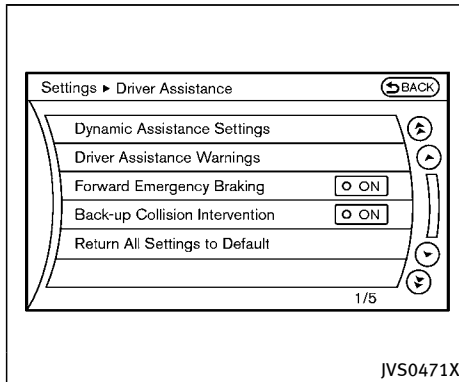 Settings ▶ Driver Assistance
BACK
Dynamic Assistance Settings
Driver Assistance Warnings
Forward Emergency Braking ON
Back-up Collision Intervention ON
Return All Settings to Default
1/5
JVS0471X